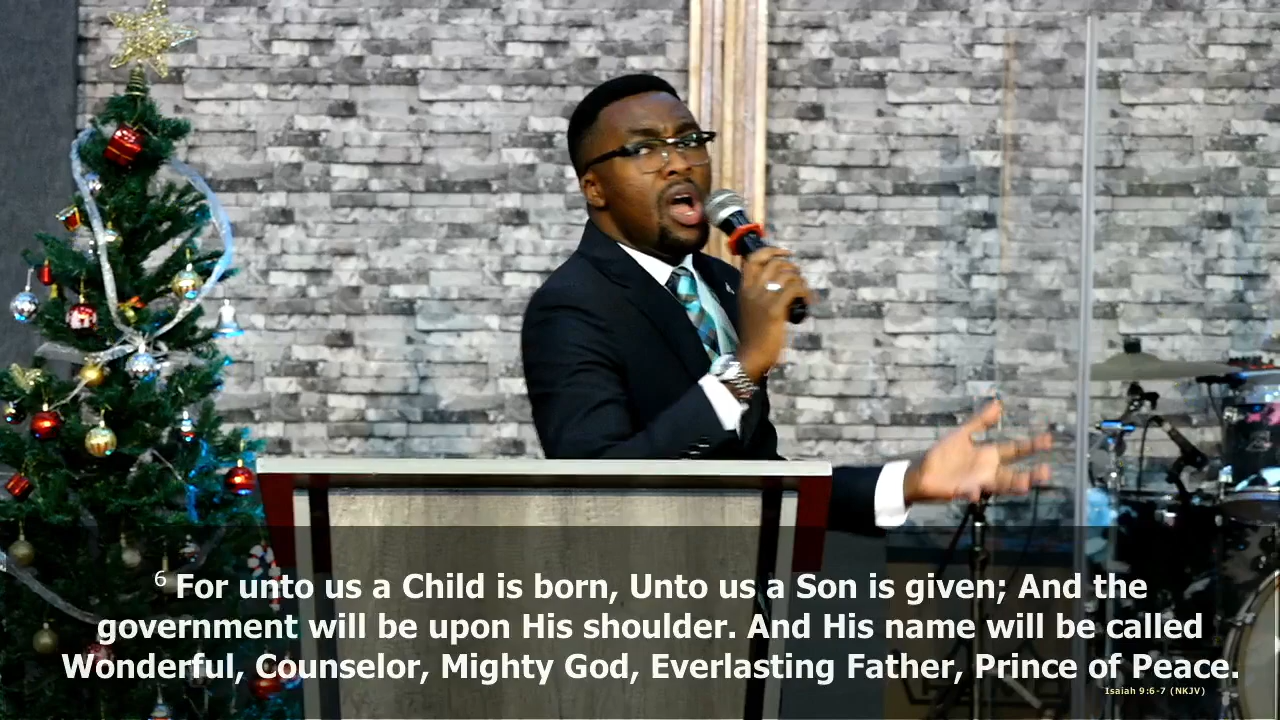 6 For unto us a Child is born, Unto us a Son is given; And the
government will be upon His shoulder. And His name will be called
Wonderful, Counselor, Mighty God, Everlasting Father, Prince of Peace.
Isaiah 9:6-7 (NKJV)